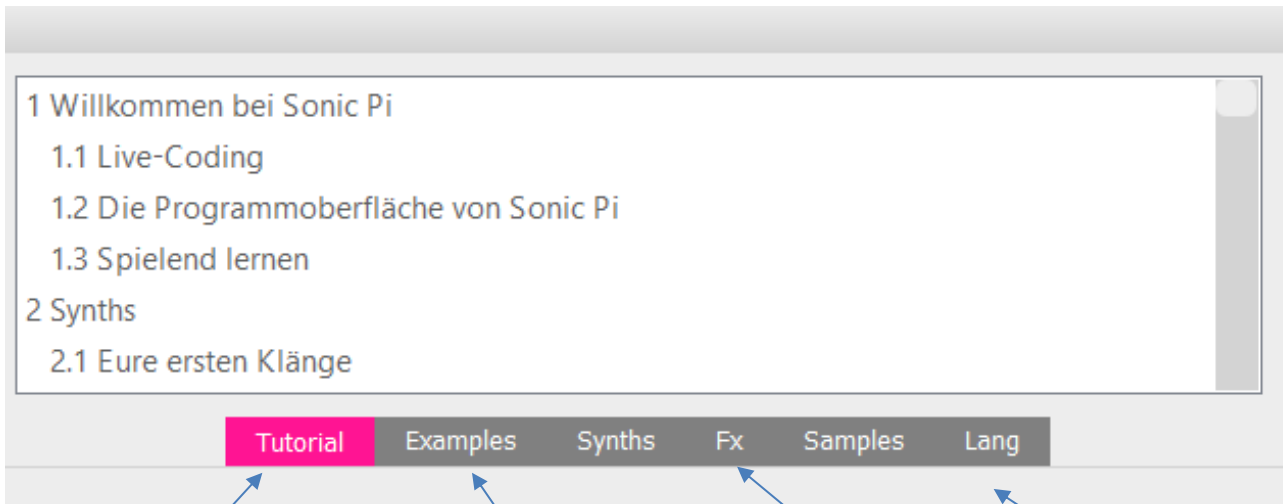 1 Willkommen bei Sonic Pi
1.1 Live-Coding
1.2 Die Programmoberfläche von Sonic Pi
1.3 Spielend lernen
2 Synths
2.1 Eure ersten Klänge
Tutorial Examples Synths Fx Samples Lang